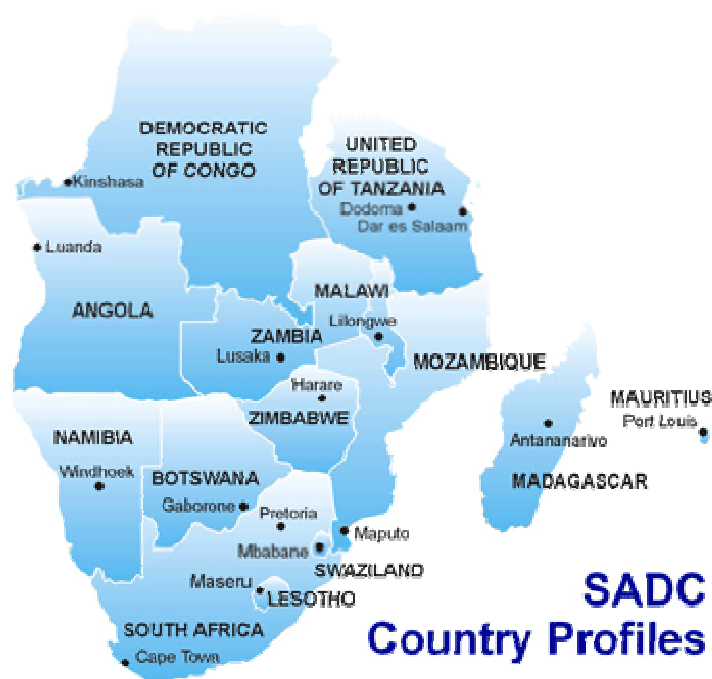 DEMOCRATIC
REPUBLIC
OF CONGO
Kinshasa
UNITED
REPUBLIC
OF TANZANIA
Dodoma
Dar es Salaam
Luanda
ANGOLA
MALAWI
Lilongwe
ZAMBIA
Lusaka
MOZAMBIQUE
Harare
ZIMBABWE
MAURITIUS
Port Louis
Antananarivo
MADAGASCAR
NAMIBIA
Windhoek
BOTSWANA
Gaborone
Pretoria
Maputo
Mbabane
SWAZILAND
Maseru
LESOTHO
SOUTH AFRICA
Cape Town
SADC
Country Profiles